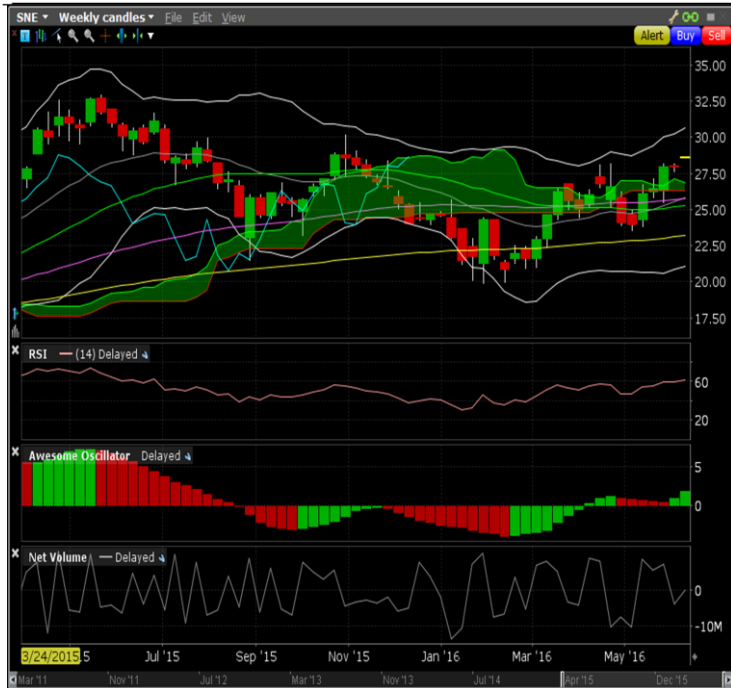 SNE Weekly candles File Edit View
Alert Buy Sell
35.00
32.50
30.00
27.50
25.00
22.50
20.00
17.50
RSI (14) Delayed
60
20
Awesome Oscillator Delayed
5
0
Net Volume Delayed
0
-10M
3/24/2015 .5 Jul '15 Sep '15 Nov '15 Jan '16 Mar '16 May '16
Mar '11 Nov '11 Jul '12 Mar '13 Nov '13 Jul '14 Apr '15 Dec '15